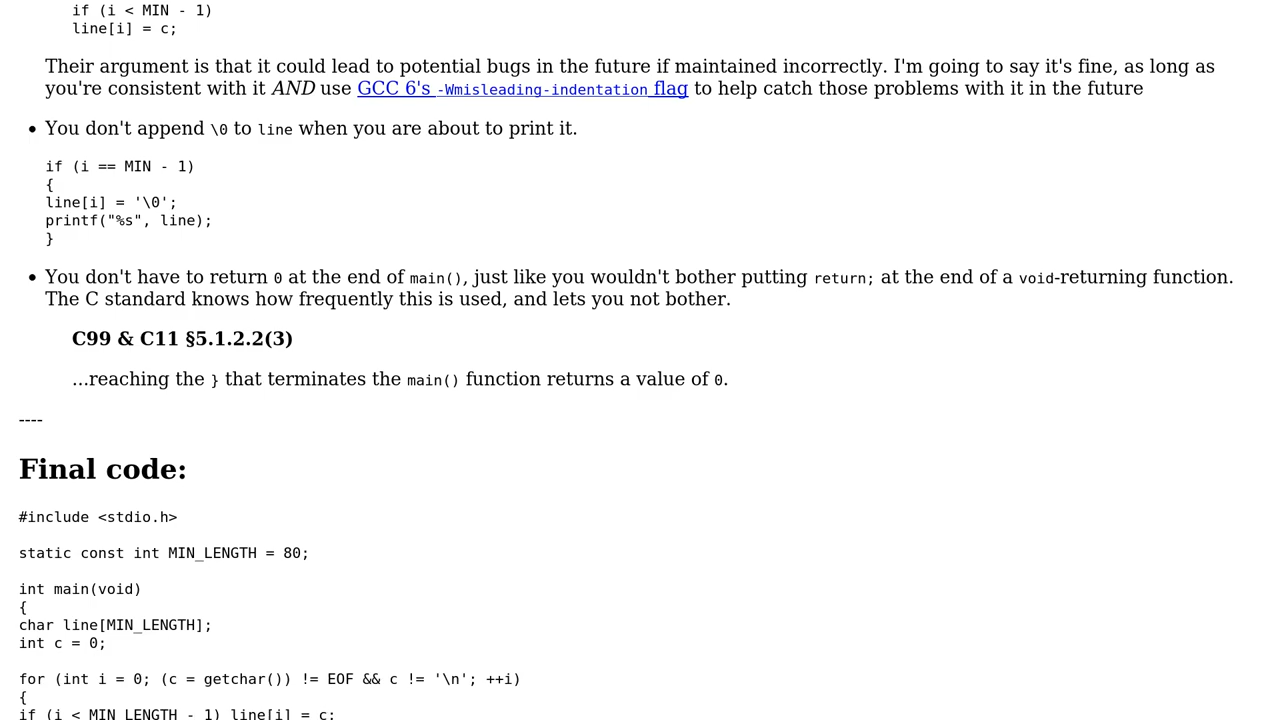 if (i < MIN - 1)
line[i] = c;
Their argument is that it could lead to potential bugs in the future if maintained incorrectly. I'm going to say it's fine, as long as
you're consistent with it AND use GCC 6's -Wmisleading-indentation flag to help catch those problems with it in the future
• You don't append \0 to line when you are about to print it.
if (i == MIN - 1)
{
line[i] = '\0';
printf("%s", line);
}
• You don't have to return 0 at the end of main(), just like you wouldn't bother putting return; at the end of a void-returning function.
The C standard knows how frequently this is used, and lets you not bother.
C99 & C11 §5.1.2.2(3)
...reaching the } that terminates the main() function returns a value of 0.
----
Final code:
#include <stdio.h>
static const int MIN_LENGTH = 80;
int main(void)
{
char line[MIN_LENGTH];
int c = 0;
for (int i = 0; (c = getchar()) != EOF && c != '\n'; ++i)
{
if (i < MIN_LENGTH - 1) line[i] = c;